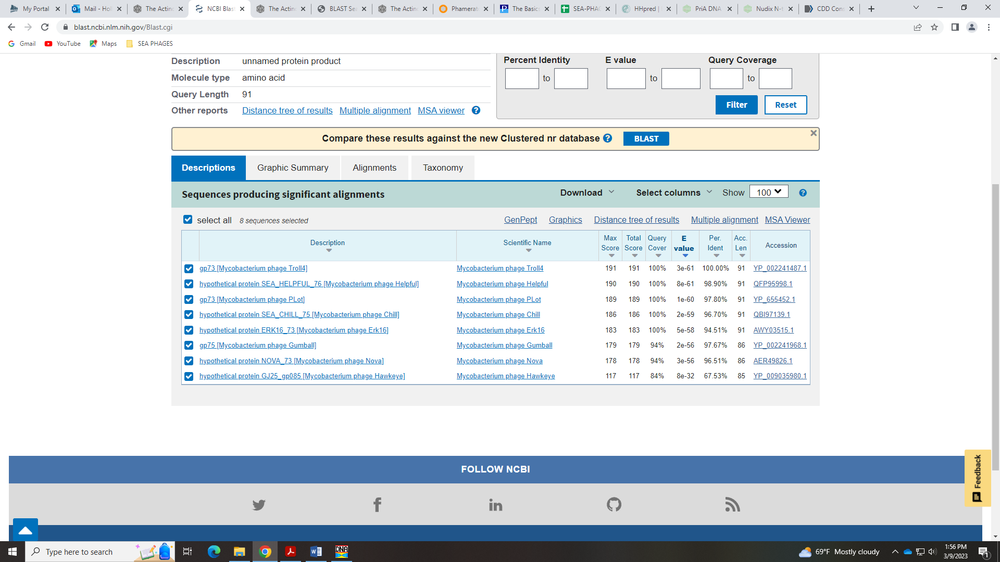 My Portal
Mail - Hol
The Actino
NCBI Blast
The Actino
BLAST Sea
The Actino
Phamerat
The Basics
SEA-PHAG
HHpred |
PriA DNA
Nudix N-t
CDD Cons
blast.ncbi.nlm.nih.gov/Blast.cgi
Gmail
YouTube
Maps
SEA PHAGES
Description unnamed protein product
Molecule type amino acid
Query Length 91
Other reports Distance tree of results Multiple alignment MSA viewer ?
Percent Identity E value Query Coverage
to to to
Filter Reset
Compare these results against the new Clustered nr database ? BLAST
Descriptions Graphic Summary Alignments Taxonomy
Sequences producing significant alignments Download Select columns Show 100 ?
select all 8 sequences selected GenPept Graphics Distance tree of results Multiple alignment MSA Viewer
Description Scientific Name Max Score Total Score Query Cover E value Per. Ident Acc. Len Accession
gp73 [Mycobacterium phage Troll4] Mycobacterium phage Troll4 191 191 100% 3e-61 100.00% 91 YP_002241487.1
hypothetical protein SEA_HELPFUL_76 [Mycobacterium phage Helpful] Mycobacterium phage Helpful 190 190 100% 8e-61 98.90% 91 QFP95998.1
gp73 [Mycobacterium phage PLot] Mycobacterium phage PLot 189 189 100% 1e-60 97.80% 91 YP_655452.1
hypothetical protein SEA_CHILL_75 [Mycobacterium phage Chill] Mycobacterium phage Chill 186 186 100% 2e-59 96.70% 91 QBI97139.1
hypothetical protein ERK16_73 [Mycobacterium phage Erk16] Mycobacterium phage Erk16 183 183 100% 5e-58 94.51% 91 AWY03515.1
gp75 [Mycobacterium phage Gumball] Mycobacterium phage Gumball 179 179 94% 2e-56 97.67% 86 YP_002241968.1
hypothetical protein NOVA_73 [Mycobacterium phage Nova] Mycobacterium phage Nova 178 178 94% 3e-56 96.51% 86 AER49826.1
hypothetical protein GJ25_gp085 [Mycobacterium phage Hawkeye] Mycobacterium phage Hawkeye 117 117 84% 8e-32 67.53% 85 YP_009035980.1
Feedback
FOLLOW NCBI
Type here to search
DNA
69°F Mostly cloudy
1:56 PM
3/9/2023
1